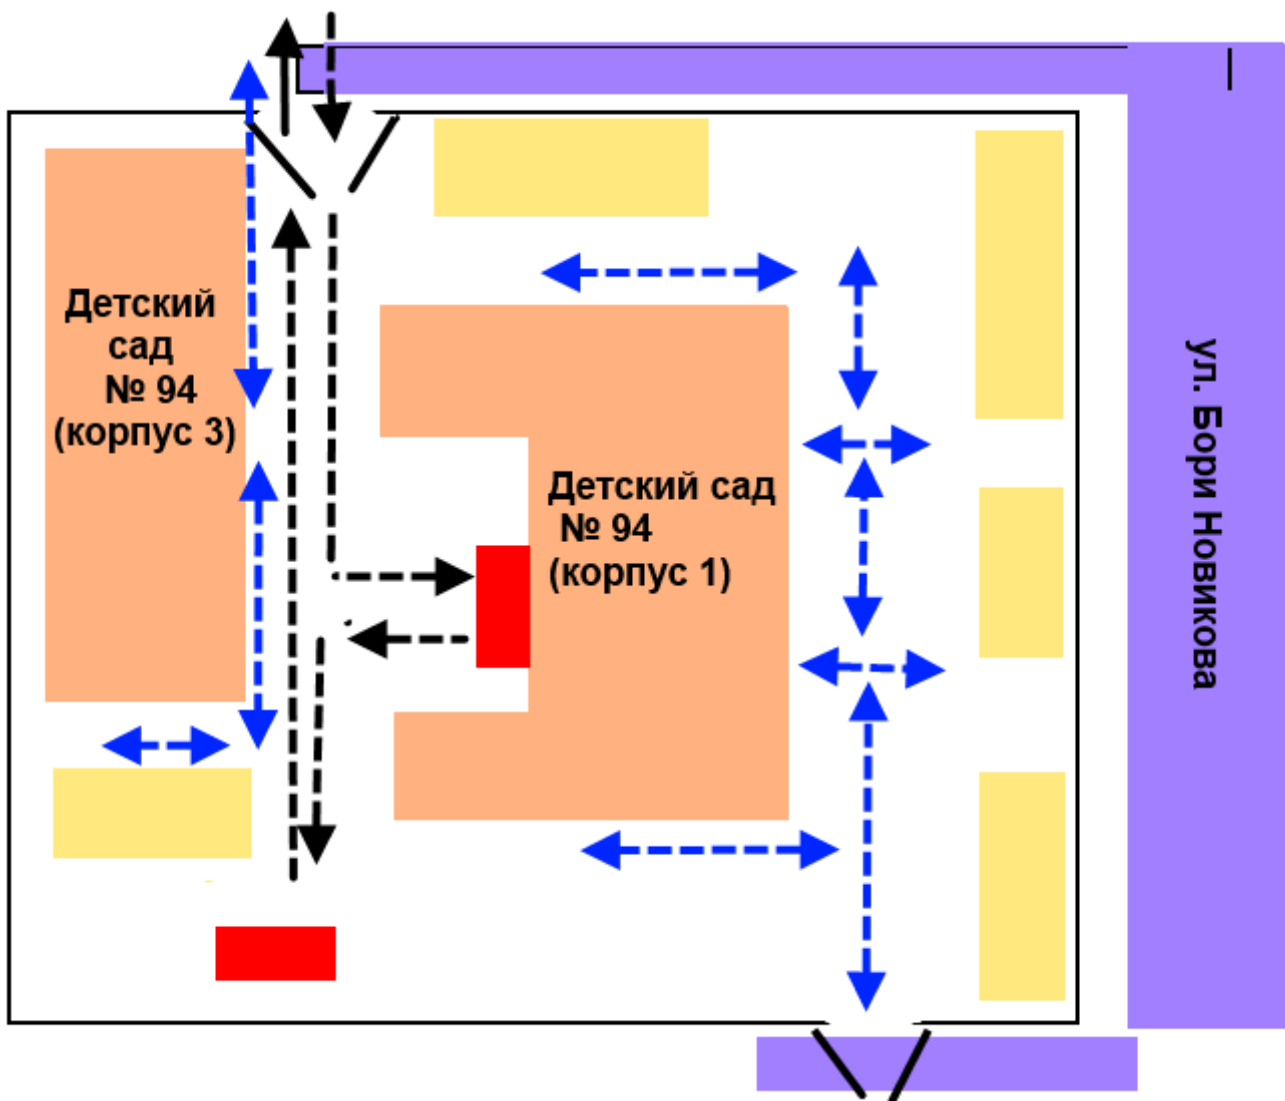 Детский
сад
№ 94
(корпус 3)
Детский сад
№ 94
(корпус 1)
ул. Бори Новикова